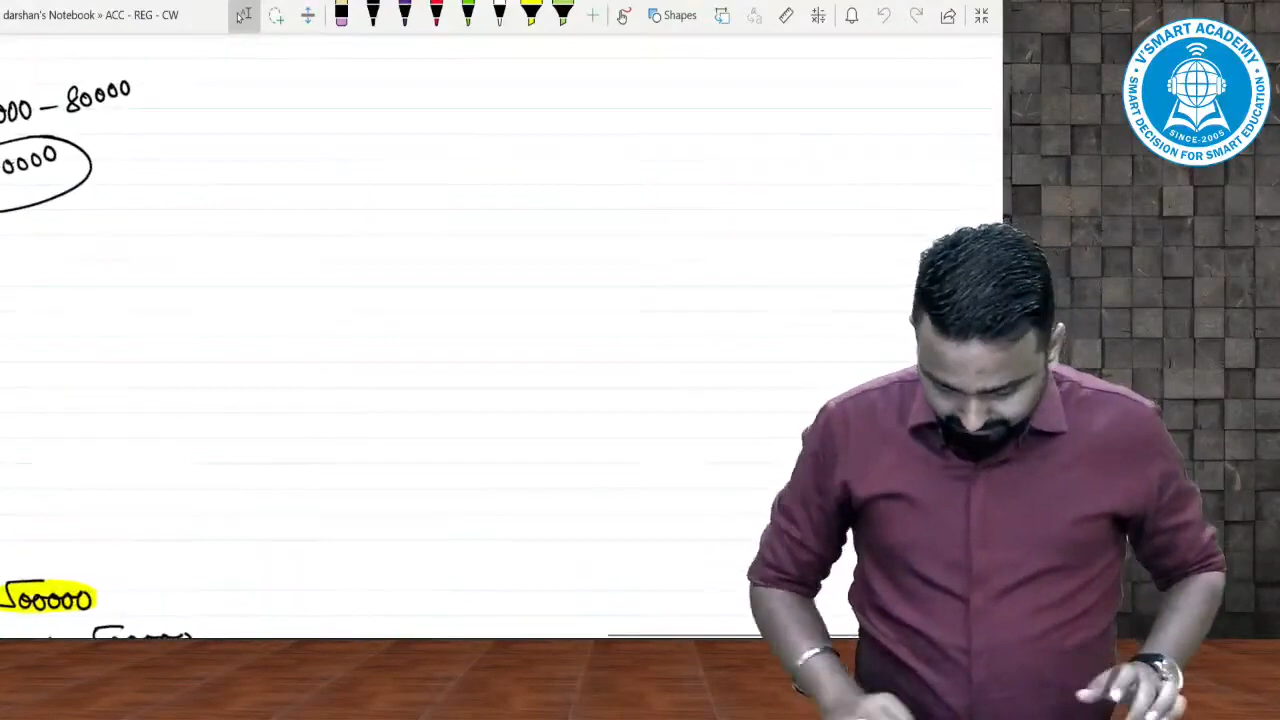 darshan's Notebook » ACC - REG - CW
Shapes
000 – 80000
0000
500000
V'SMART ACADEMY
SINCE-2005
SMART DECISION FOR SMART EDUCATION